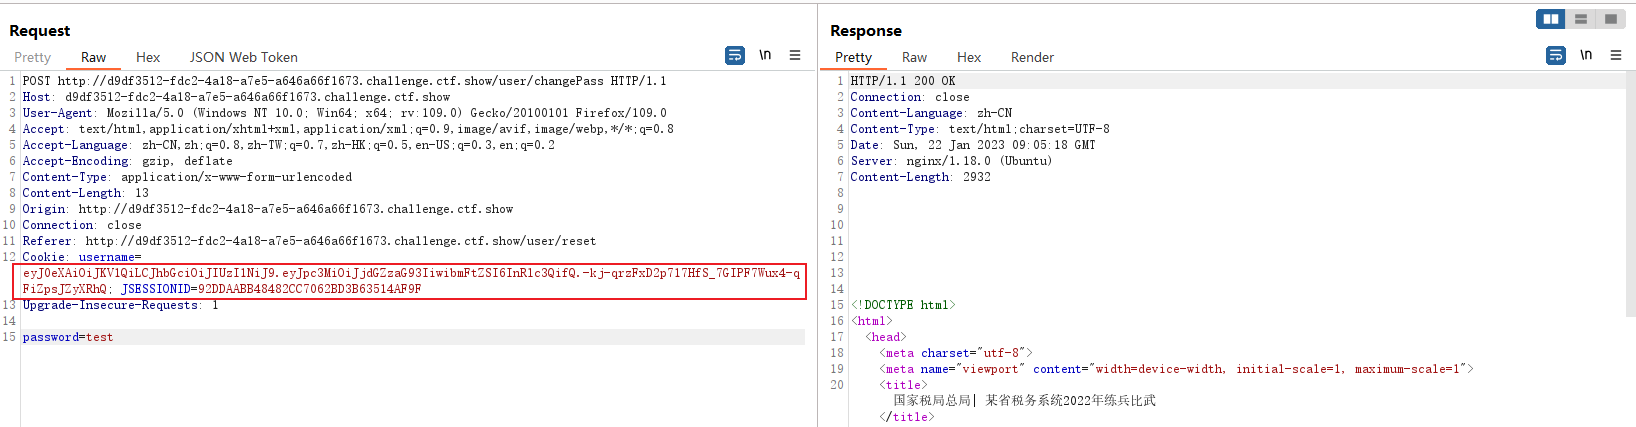 Request
Pretty Raw Hex JSON Web Token \n
1 POST http://d9df3512-fdc2-4a18-a7e5-a646a66f1673.challenge.ctf.show/user/changePass HTTP/1.1
2 Host: d9df3512-fdc2-4a18-a7e5-a646a66f1673.challenge.ctf.show
3 User-Agent: Mozilla/5.0 (Windows NT 10.0; Win64; x64; rv:109.0) Gecko/20100101 Firefox/109.0
4 Accept: text/html,application/xhtml+xml,application/xml;q=0.9,image/avif,image/webp,*/*;q=0.8
5 Accept-Language: zh-CN,zh;q=0.8,zh-TW;q=0.7,zh-HK;q=0.5,en-US;q=0.3,en;q=0.2
6 Accept-Encoding: gzip, deflate
7 Content-Type: application/x-www-form-urlencoded
8 Content-Length: 13
9 Origin: http://d9df3512-fdc2-4a18-a7e5-a646a66f1673.challenge.ctf.show
10 Connection: close
11 Referer: http://d9df3512-fdc2-4a18-a7e5-a646a66f1673.challenge.ctf.show/user/reset
12 Cookie: username=
eyJ0eXAiOiJKV1QiLCJhbGciOiJIUzI1NiJ9.eyJpc3MiOiJjdGZzaG93IiwibmFtZSI6InRlc3QifQ.-kj-qrzFxD2p717HfS_7GIPF7Wux4-q
FiZpsJZyXRhQ; JSESSIONID=92DDAABB48482CC7062BD3B63514AF9F
13 Upgrade-Insecure-Requests: 1
14
15 password=test
Response
Pretty Raw Hex Render \n
1 HTTP/1.1 200 OK
2 Connection: close
3 Content-Language: zh-CN
4 Content-Type: text/html;charset=UTF-8
5 Date: Sun, 22 Jan 2023 09:05:18 GMT
6 Server: nginx/1.18.0 (Ubuntu)
7 Content-Length: 2932
8
9
10
11
12
13
14
15 <!DOCTYPE html>
16 <html>
17 <head>
18 <meta charset="utf-8">
19 <meta name="viewport" content="width=device-width, initial-scale=1, maximum-scale=1">
20 <title>
国家税局总局| 某省税务系统2022年练兵比武
</title>